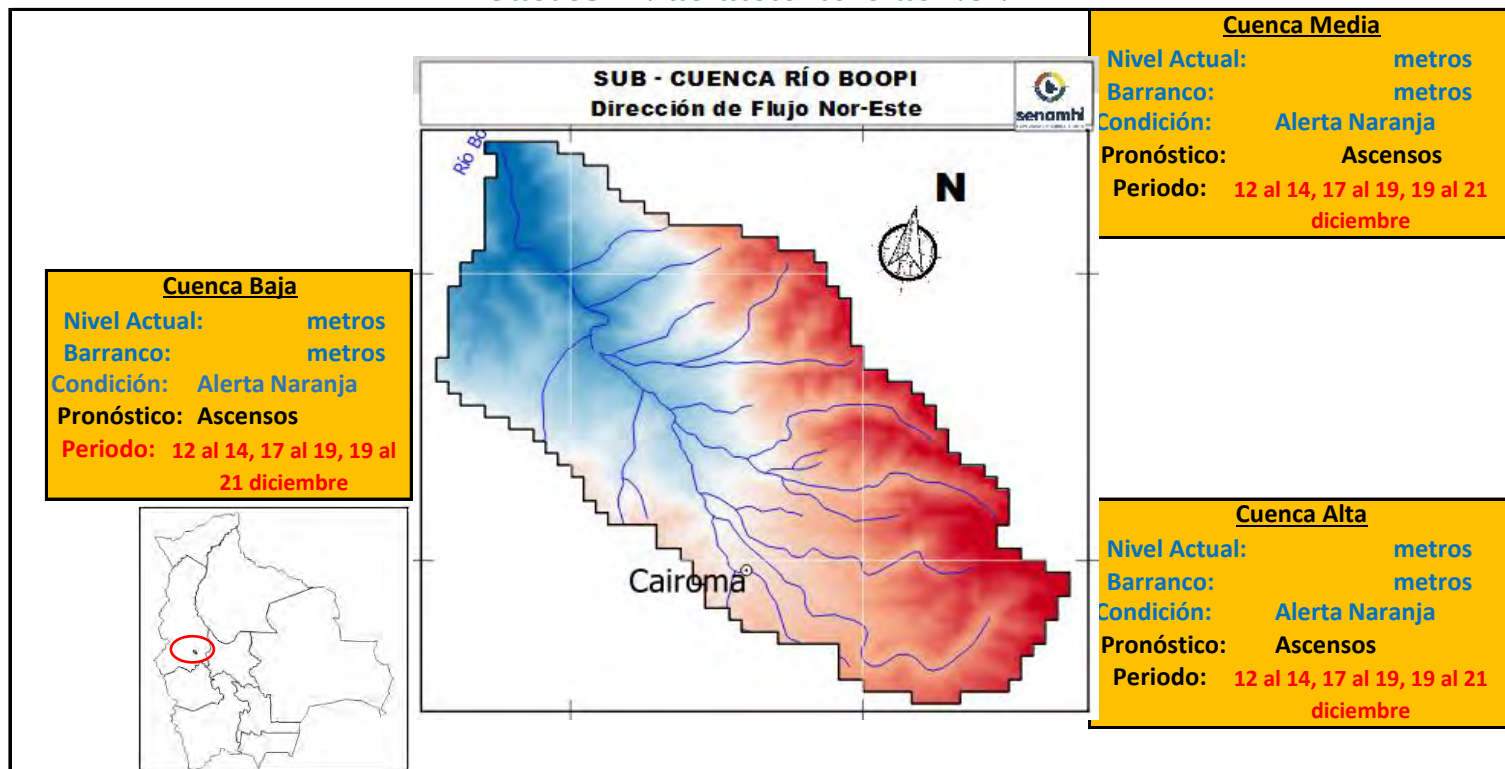 Cuenca Media
Nivel Actual: metros
Barranco: metros
Condición: Alerta Naranja
Pronóstico: Ascensos
Periodo: 12 al 14, 17 al 19, 19 al 21
diciembre
SUB - CUENCA RÍO BOOPI
Dirección de Flujo Nor-Este
senamhi
Río Bo
N
Cuenca Baja
Nivel Actual: metros
Barranco: metros
Condición: Alerta Naranja
Pronóstico: Ascensos
Periodo: 12 al 14, 17 al 19, 19 al
21 diciembre
Cairoma
Cuenca Alta
Nivel Actual: metros
Barranco: metros
Condición: Alerta Naranja
Pronóstico: Ascensos
Periodo: 12 al 14, 17 al 19, 19 al 21
diciembre